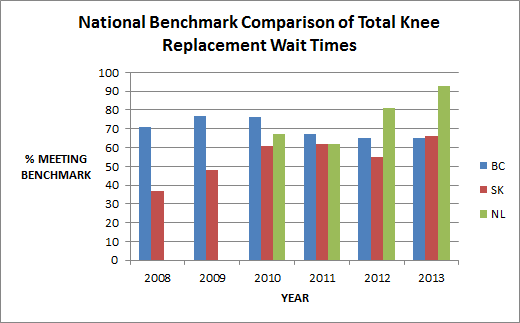 National Benchmark Comparison of Total Knee
Replacement Wait Times
100
90
80
70
60
50
40
30
20
10
0
% MEETING
BENCHMARK
2008 2009 2010 2011 2012 2013
YEAR
BC
SK
NL